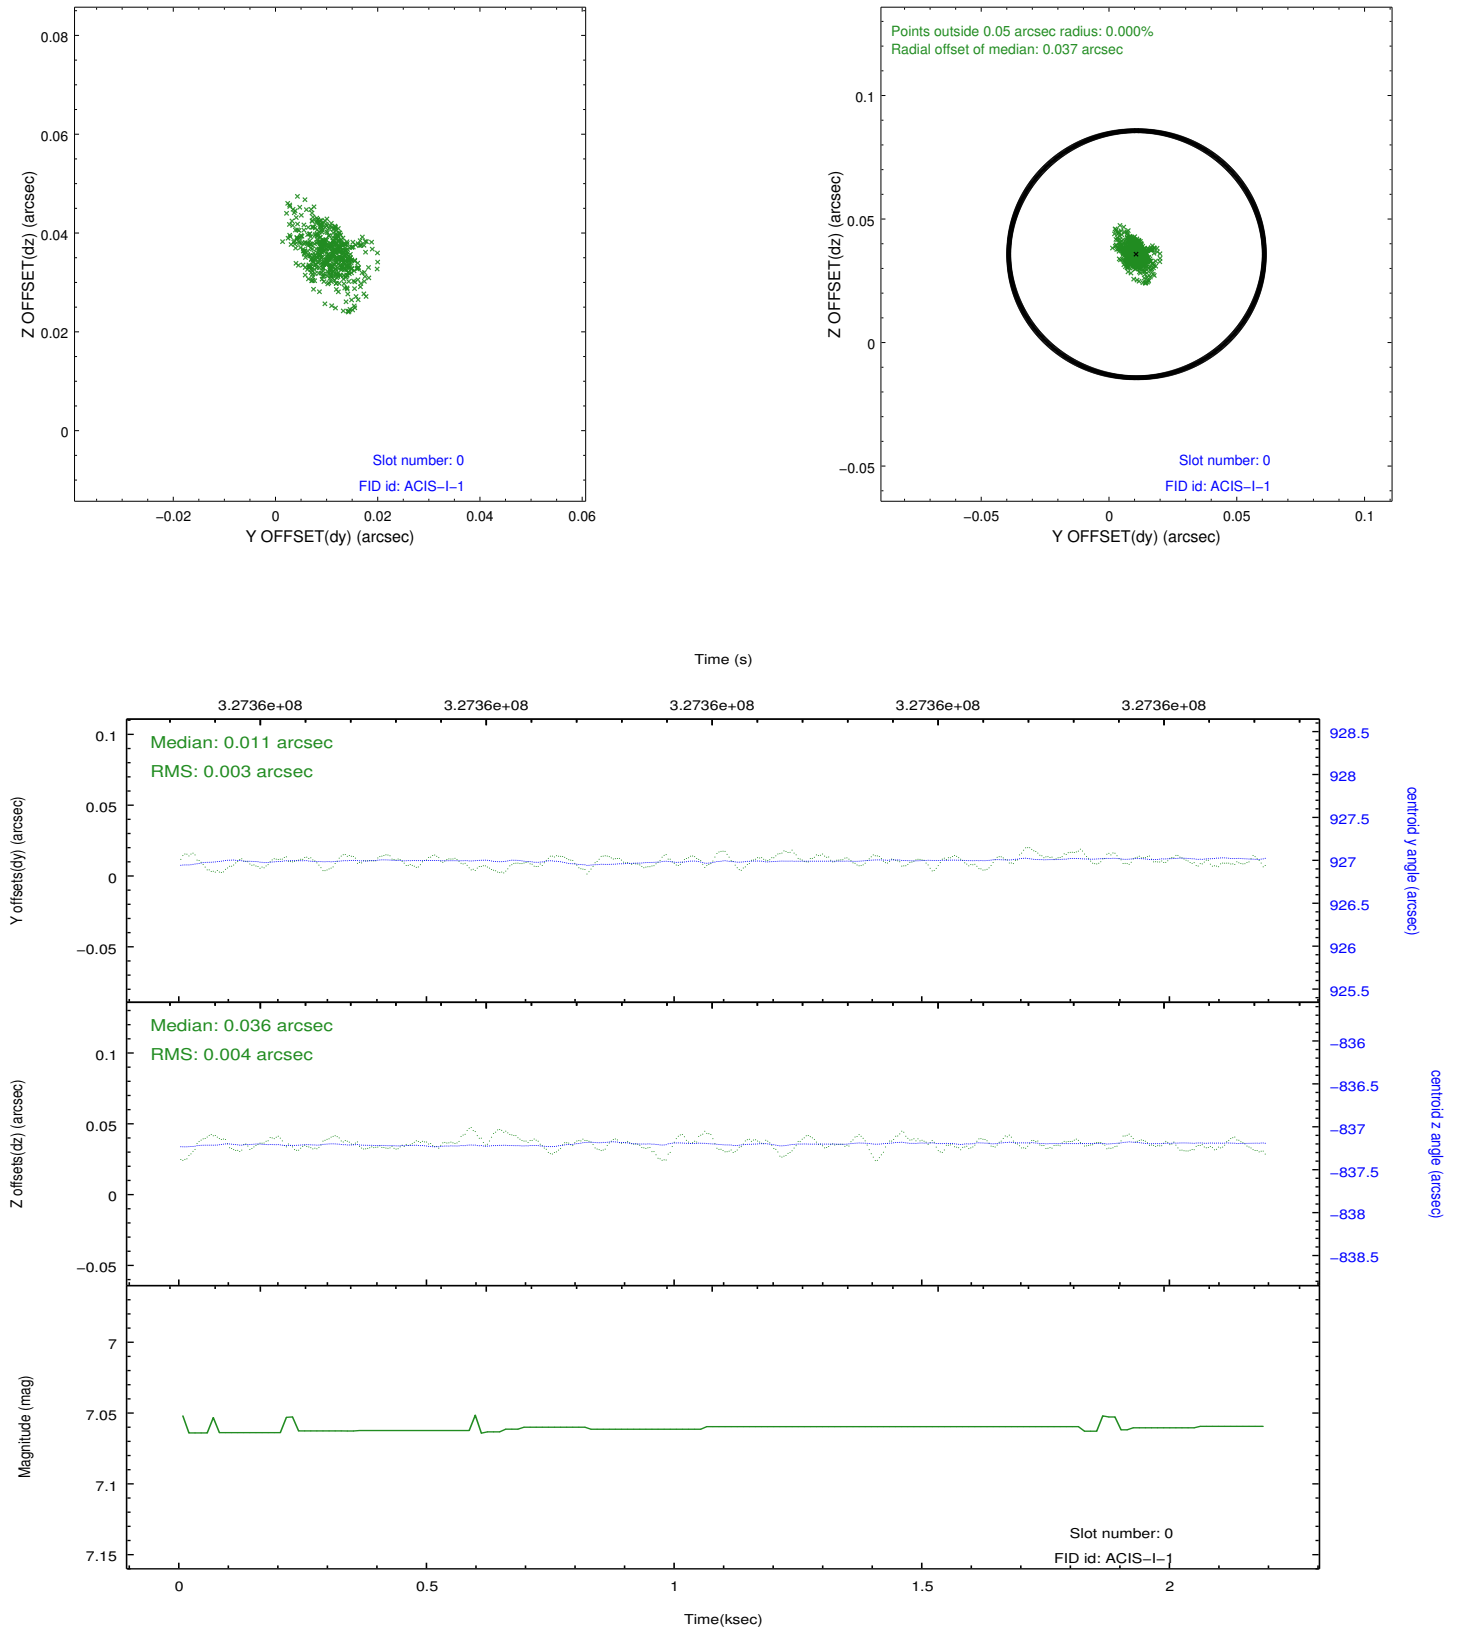 0.08
0.06
0.04
0.02
0
Z OFFSET(dz) (arcsec)
Slot number: 0
FID id: ACIS−I−1
−0.02 0 0.02 0.04 0.06
Y OFFSET(dy) (arcsec)
Points outside 0.05 arcsec radius: 0.000%
Radial offset of median: 0.037 arcsec
0.1
0.05
0
−0.05
Z OFFSET(dz) (arcsec)
Slot number: 0
FID id: ACIS−I−1
−0.05 0 0.05 0.1
Y OFFSET(dy) (arcsec)
Time (s)
3.2736e+08 3.2736e+08 3.2736e+08 3.2736e+08 3.2736e+08
Median: 0.011 arcsec
RMS: 0.003 arcsec
0.1
0.05
0
−0.05
Y offsets(dy) (arcsec)
928.5
928
927.5
927
926.5
926
925.5
centroid y angle (arcsec)
Median: 0.036 arcsec
RMS: 0.004 arcsec
0.1
0.05
0
−0.05
Z offsets(dz) (arcsec)
−836
−836.5
−837
−837.5
−838
−838.5
centroid z angle (arcsec)
7
7.05
7.1
7.15
Magnitude (mag)
Slot number: 0
FID id: ACIS−I−1
0 0.5 1 1.5 2
Time(ksec)